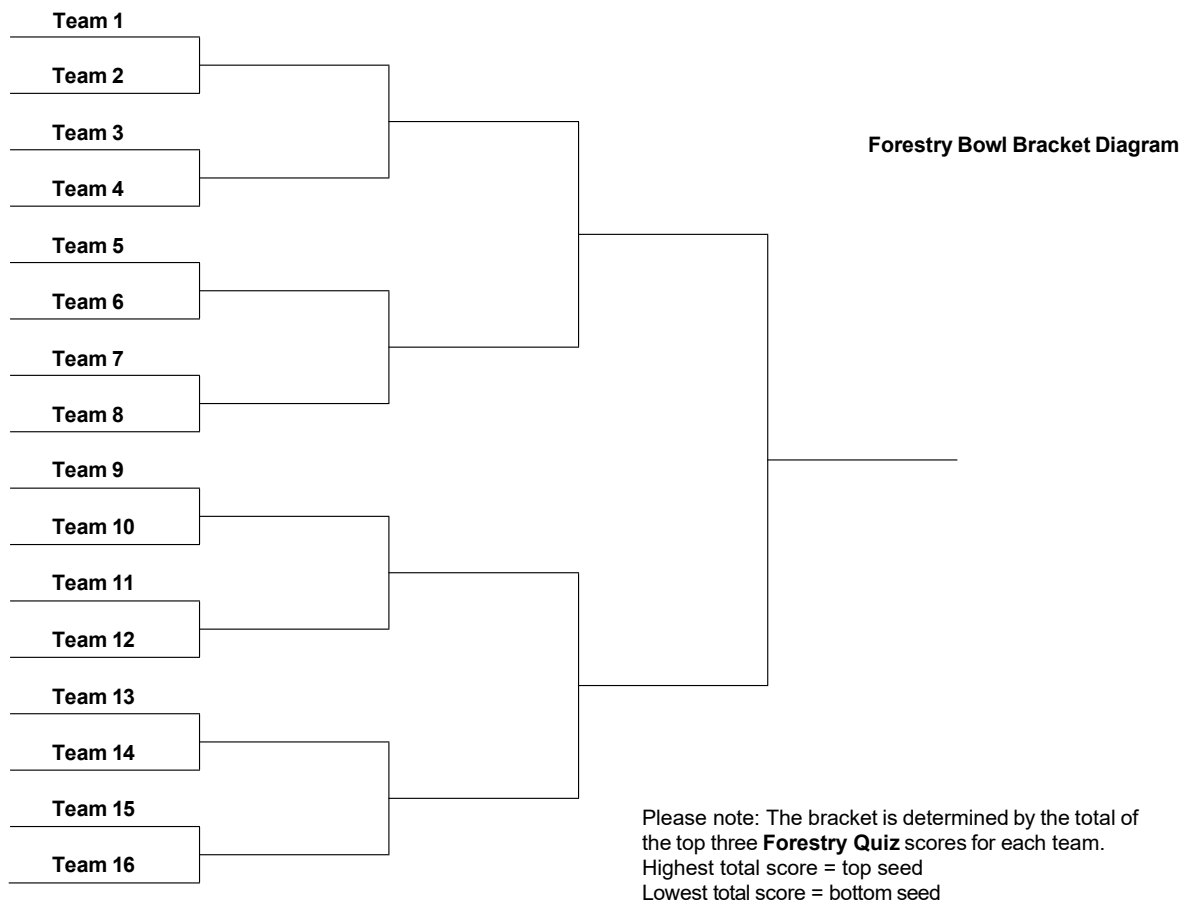 Team 1
Team 2
Team 3
Forestry Bowl Bracket Diagram
Team 4
Team 5
Team 6
Team 7
Team 8
Team 9
Team 10
Team 11
Team 12
Team 13
Team 14
Team 15
Team 16
Please note: The bracket is determined by the total of
the top three Forestry Quiz scores for each team.
Highest total score = top seed
Lowest total score = bottom seed